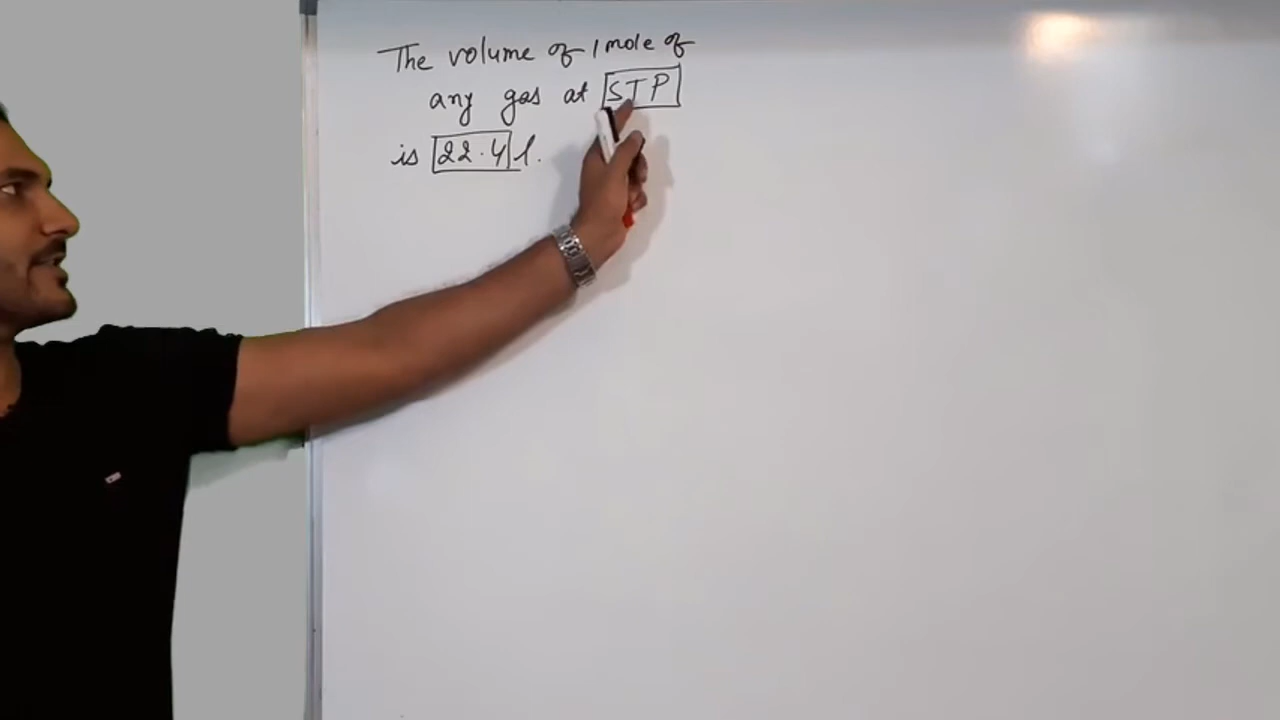 The volume of 1 mole of
any gas at STP
is 22.4 l.